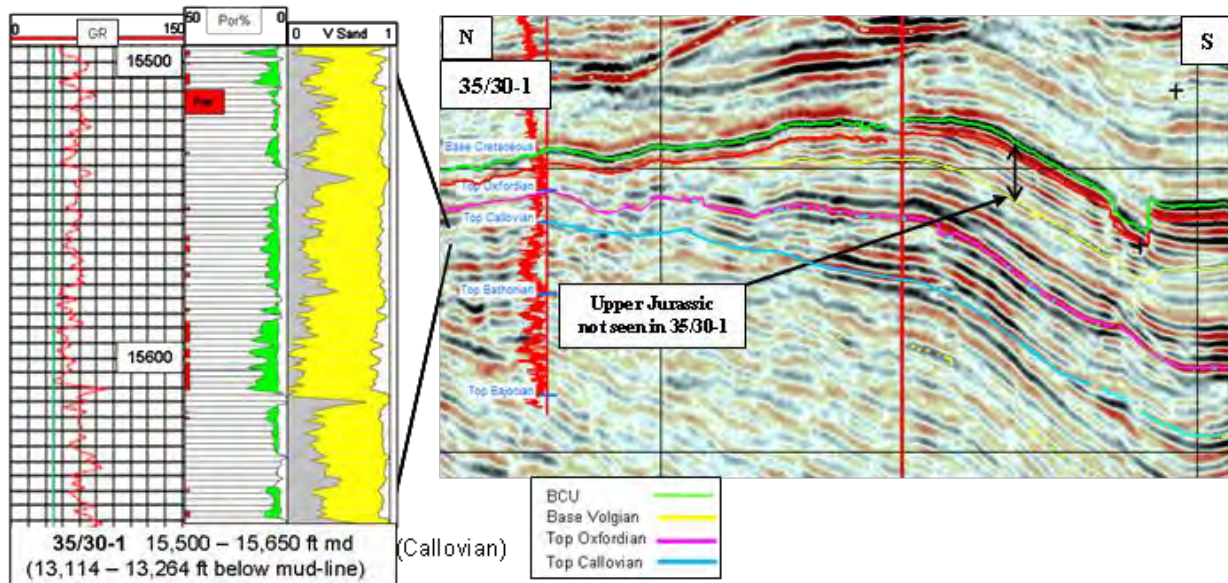 0 GR 150
50 Por% 0
0 V Sand 1
15500
Por
15600
35/30-1 15,500 – 15,650 ft md
(13,114 – 13,264 ft below mud-line)
(Callovian)
N
S
35/30-1
Base Cretaceous
Top Oxfordian
Top Callovian
Top Bathonian
Top Bajonian
Upper Jurassic
not seen in 35/30-1
BCU
Base Volgian
Top Oxfordian
Top Callovian